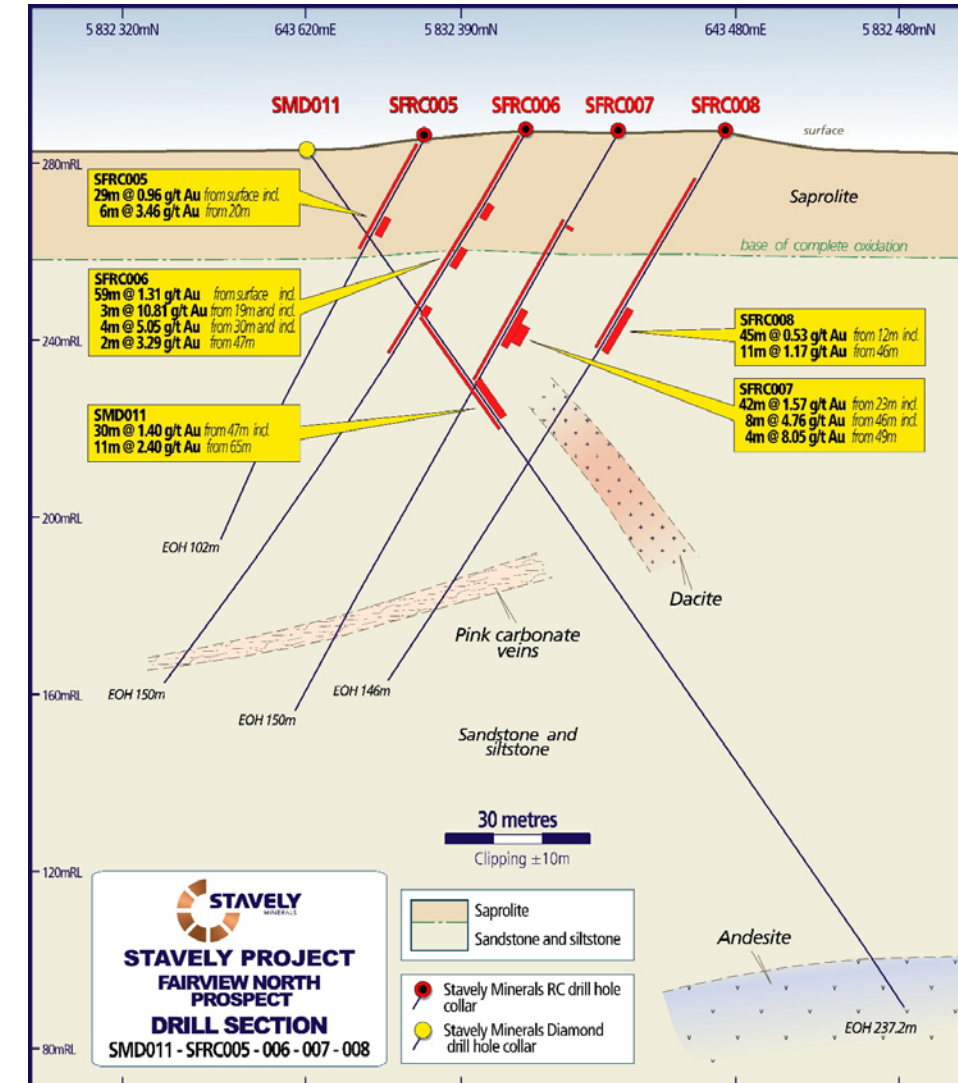 5 832 320mN
643 620mE
5 832 390mN
643 480mE
5 832 480mN
SMD011
SFRC005
SFRC006
SFRC007
SFRC008
surface
280mRL
SFRC005
29m @ 0.96 g/t Au from surface incl.
6m @ 3.46 g/t Au from 20m
Saprolite
base of complete oxidation
SFRC006
59m @ 1.31 g/t Au from surface incl.
3m @ 10.81 g/t Au from 19m and incl.
4m @ 5.05 g/t Au from 30m and incl.
2m @ 3.29 g/t Au from 47m
240mRL
SFRC008
45m @ 0.53 g/t Au from 12m incl.
11m @ 1.17 g/t Au from 46m
SFRC007
42m @ 1.57 g/t Au from 23m incl.
8m @ 4.76 g/t Au from 46m incl.
4m @ 8.05 g/t Au from 49m
SMD011
30m @ 1.40 g/t Au from 47m incl.
11m @ 2.40 g/t Au from 65m
200mRL
EOH 102m
Dacite
Pink carbonate
veins
160mRL
EOH 150m
EOH 146m
EOH 150m
Sandstone and
siltstone
30 metres
Clipping ±10m
120mRL
STAVELY
MINERALS
STAVELY PROJECT
FAIRVIEW NORTH
PROSPECT
DRILL SECTION
SMD011 - SFRC005 - 006 - 007 - 008
Saprolite
Sandstone and siltstone
Stavely Minerals RC drill hole
collar
Stavely Minerals Diamond
drill hole collar
Andesite
EOH 237.2m
80mRL